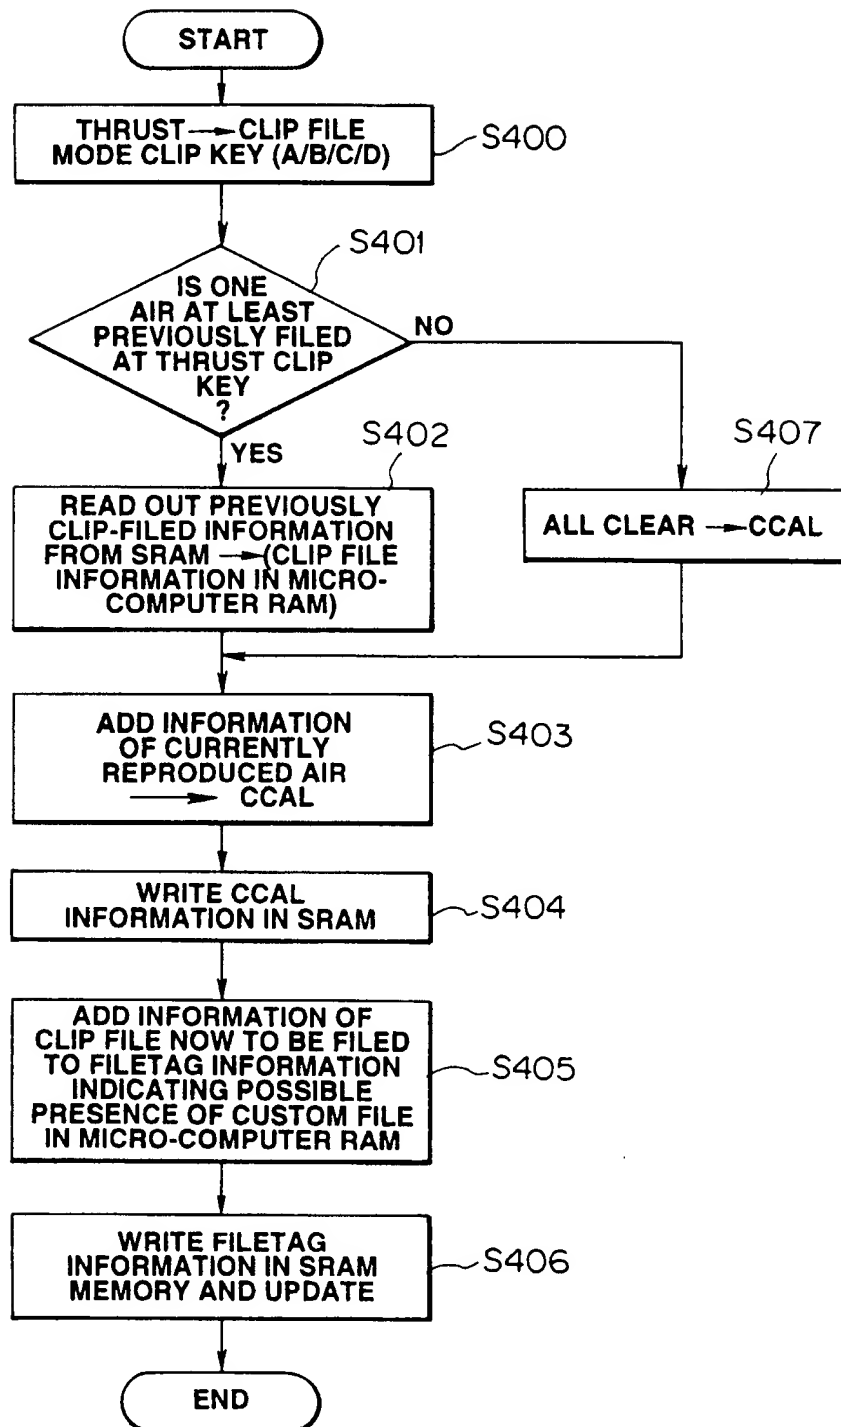 START
THRUST → CLIP FILE
MODE CLIP KEY (A/B/C/D)
S400
S401
IS ONE
AIR AT LEAST
PREVIOUSLY FILED
AT THRUST CLIP
KEY
?
NO
YES
S402
READ OUT PREVIOUSLY
CLIP-FILED INFORMATION
FROM SRAM → (CLIP FILE
INFORMATION IN MICRO-
COMPUTER RAM)
S407
ALL CLEAR → CCAL
ADD INFORMATION
OF CURRENTLY
REPRODUCED AIR
→ CCAL
S403
WRITE CCAL
INFORMATION IN SRAM
S404
ADD INFORMATION OF
CLIP FILE NOW TO BE FILED
TO FILETAG INFORMATION
INDICATING POSSIBLE
PRESENCE OF CUSTOM FILE
IN MICRO-COMPUTER RAM
S405
WRITE FILETAG
INFORMATION IN SRAM
MEMORY AND UPDATE
S406
END